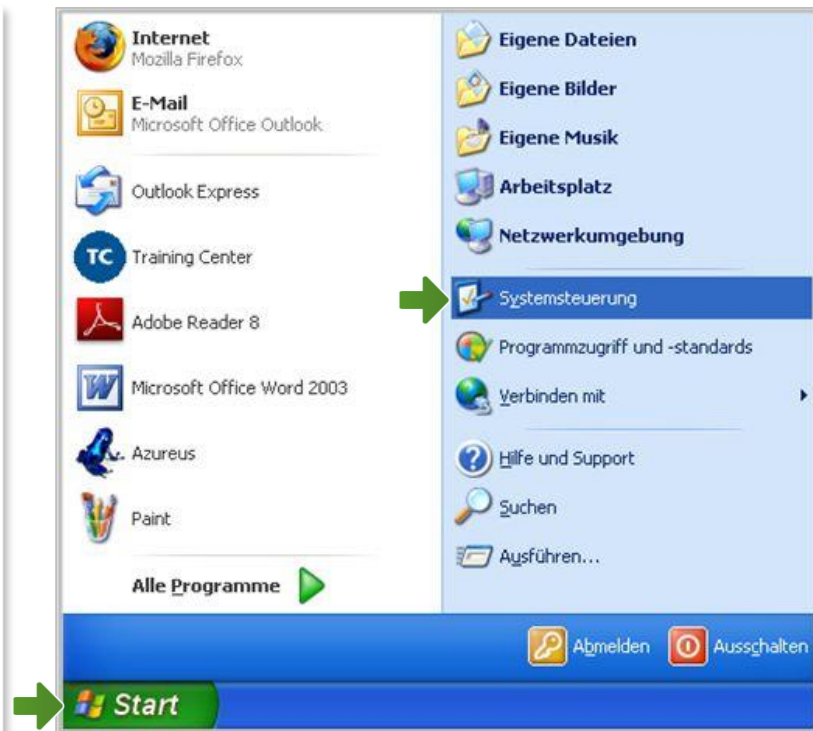 Internet
Mozilla Firefox
E-Mail
Microsoft Office Outlook
Outlook Express
TC
Training Center
Adobe Reader 8
Microsoft Office Word 2003
Azureus
Paint
Alle Programme
Eigene Dateien
Eigene Bilder
Eigene Musik
Arbeitsplatz
Netzwerkumgebung
Systemsteuerung
Programmzugriff und -standards
Verbinden mit
Hilfe und Support
Suchen
Ausführen...
Abmelden
Ausschalten
Start